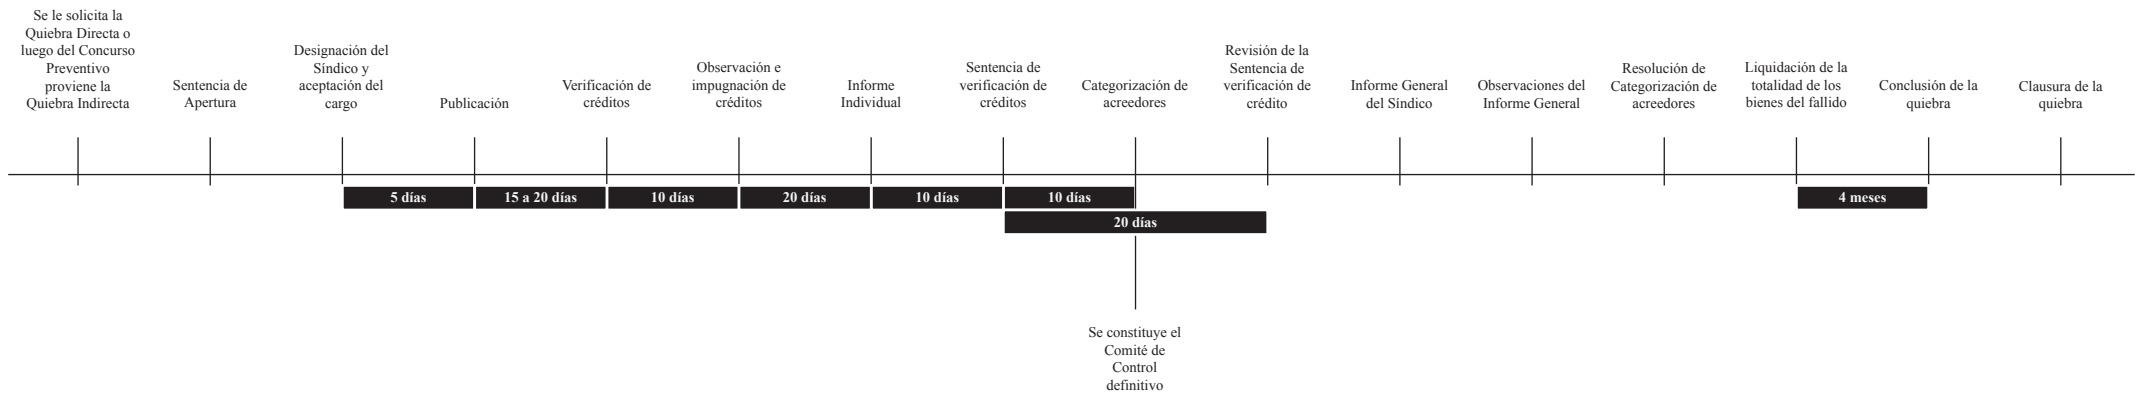 Se le solicita la
Quiebra Directa o
luego del Concurso
Preventivo
proviene la
Quiebra Indirecta
Sentencia de
Apertura
Designación del
Síndico y
aceptación del
cargo
Publicación
Verificación de
créditos
Observación e
impugnación de
créditos
Informe
Individual
Sentencia de
verificación de
créditos
Categorización de
acreedores
Revisión de la
Sentencia de
verificación de
crédito
Informe General
del Síndico
Observaciones del
Informe General
Resolución de
Categorización de
acreedores
Liquidación de la
totalidad de los
bienes del fallido
Conclusión de la
quiebra
Clausura de la
quiebra
5 días
15 a 20 días
10 días
20 días
10 días
10 días
4 meses
20 días
Se constituye el
Comité de
Control
definitivo